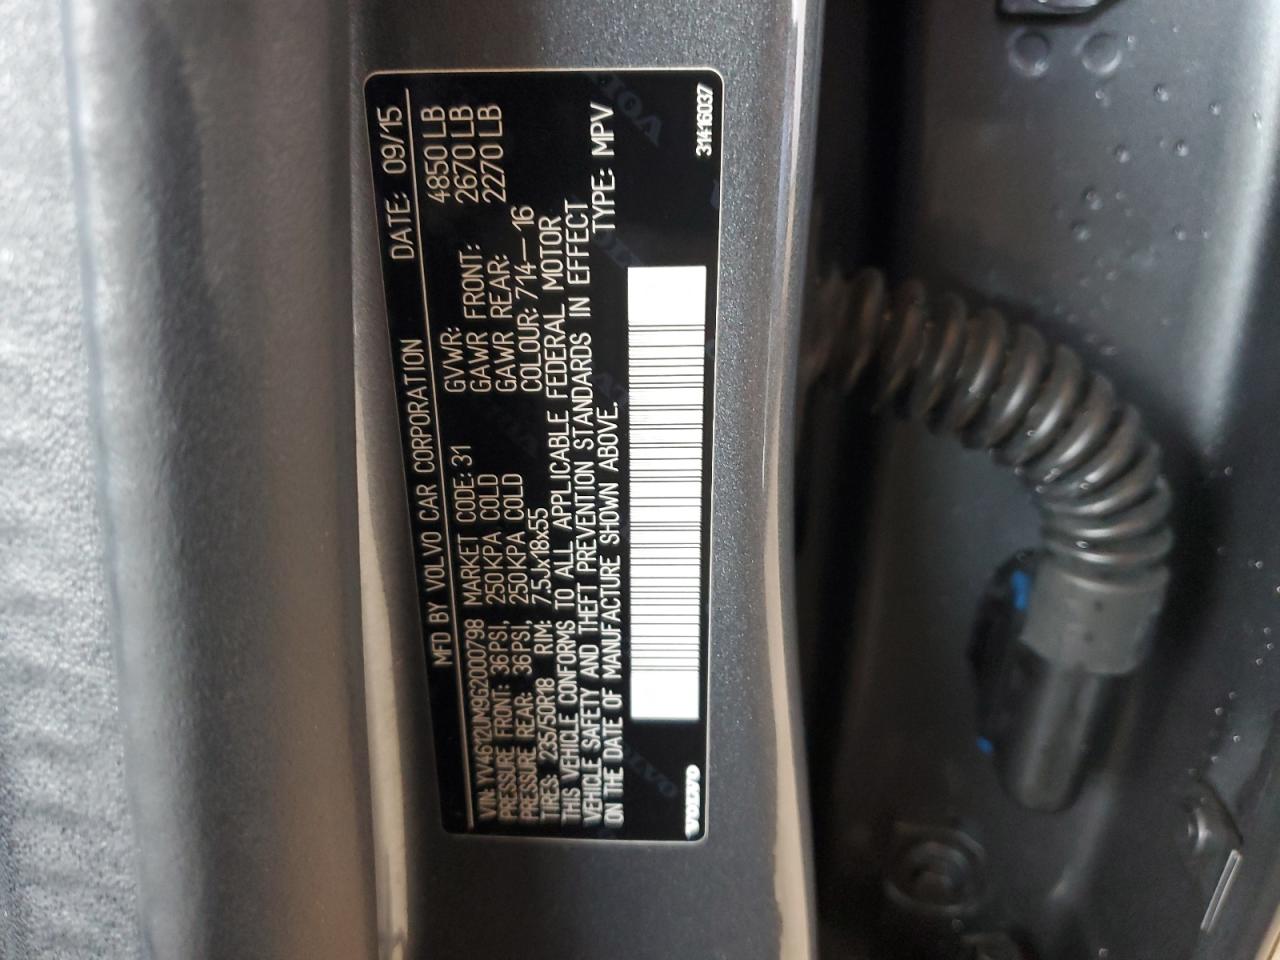 MFD BY VOLVO CAR CORPORATION DATE: 09/15
VIN: YV4612UM9G2000798 MARKET CODE: 31 GVWR: 4850 LB
PRESSURE FRONT: 36PSI, 250KPA COLD GAWR FRONT: 2670 LB
PRESSURE REAR: 36PSI, 250KPA COLD GAWR REAR: 2270 LB
TIRES: 235/50R18 RIM: 7.5Jx18x55 COLOUR: 714-16
THIS VEHICLE CONFORMS TO ALL APPLICABLE FEDERAL MOTOR
VEHICLE SAFETY AND THEFT PREVENTION STANDARDS IN EFFECT
ON THE DATE OF MANUFACTURE SHOWN ABOVE. TYPE: MPV
VOLVO 31416037